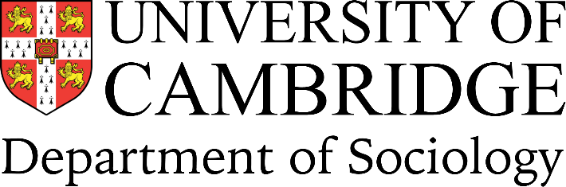 UNIVERSITY OF
CAMBRIDGE
Department of Sociology